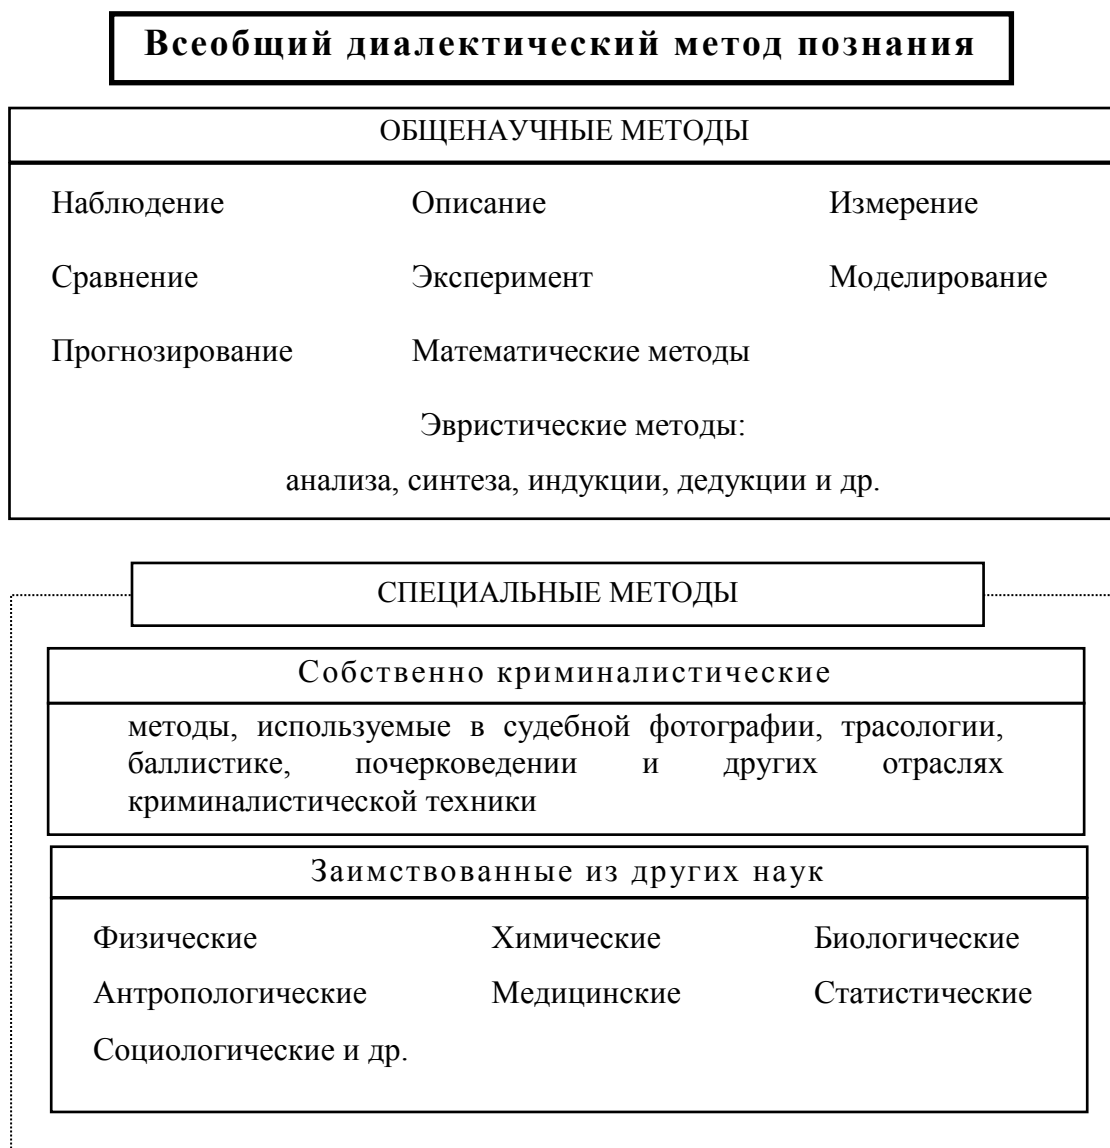 Всеобщий диалектический метод познания
ОБЩЕНАУЧНЫЕ МЕТОДЫ
Наблюдение Описание Измерение
Сравнение Эксперимент Моделирование
Прогнозирование Математические методы
Эвристические методы:
анализа, синтеза, индукции, дедукции и др.
СПЕЦИАЛЬНЫЕ МЕТОДЫ
Собственно криминалистические
методы, используемые в судебной фотографии, трасологии,
баллистике, почерковедении и других отраслях
криминалистической техники
Заимствованные из других наук
Физические Химические Биологические
Антропологические Медицинские Статистические
Социологические и др.